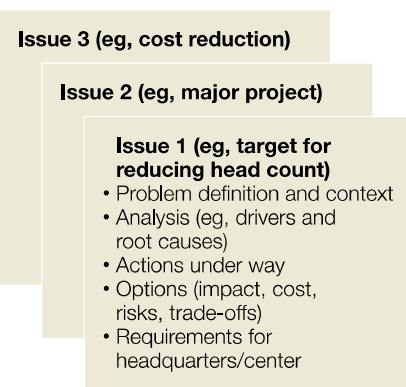 Issue 3 (eg, cost reduction)
Issue 2 (eg, major project)
Issue 1 (eg, target for
reducing head count)
• Problem definition and context
• Analysis (eg, drivers and
root causes)
• Actions under way
• Options (impact, cost,
risks, trade-offs)
• Requirements for
headquarters/center